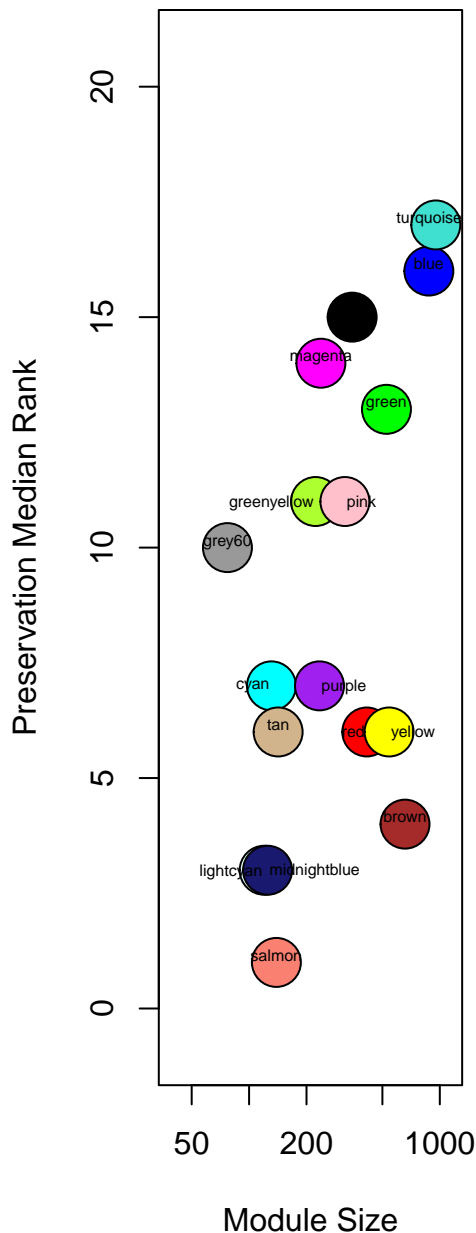 20
turquoise
blue
15
magenta
green
greenyellow
pink
10
grey60
Preservation Median Rank
cyan
purple
tan
red
yellow
5
brown
lightcyan
midnightblue
salmon
0
50 200 1000
Module Size